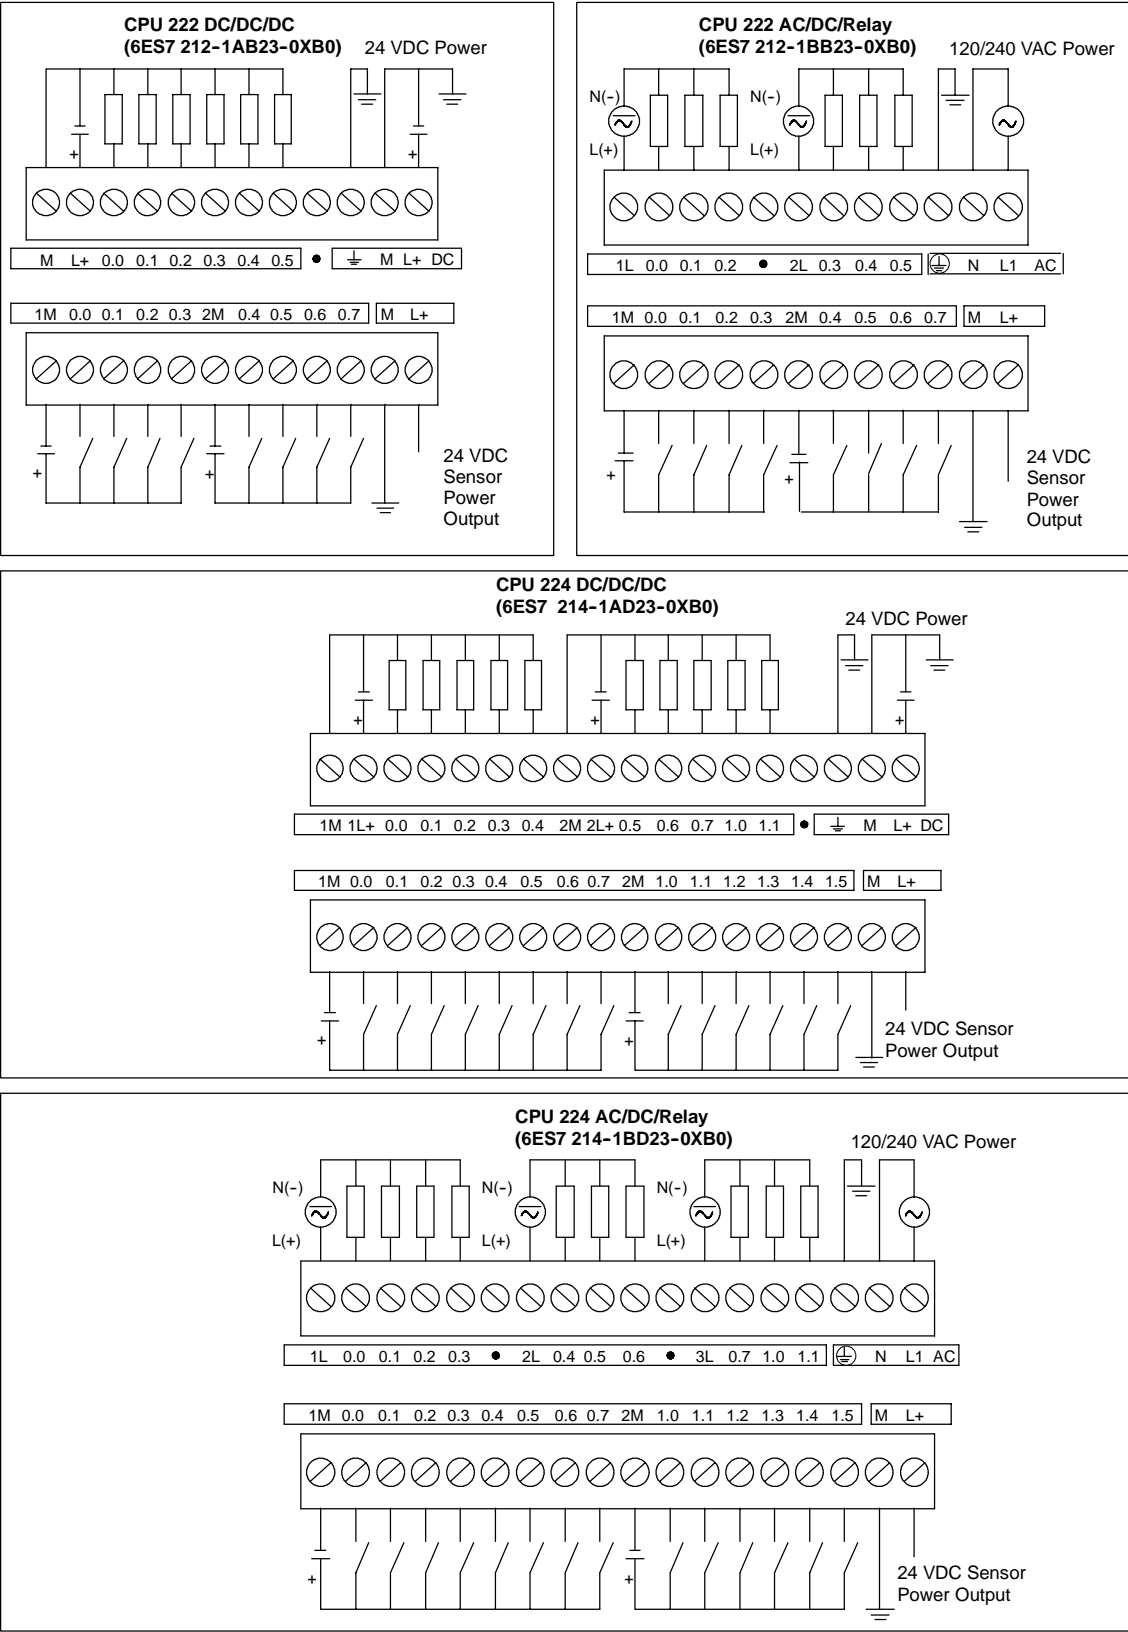 CPU 222 DC/DC/DC
(6ES7 212-1AB23-0XB0)
24 VDC Power
+
+
M L+ 0.0 0.1 0.2 0.3 0.4 0.5 ● ⏚ M L+ DC
1M 0.0 0.1 0.2 0.3 2M 0.4 0.5 0.6 0.7 M L+
+
+
24 VDC
Sensor
Power
Output
CPU 222 AC/DC/Relay
(6ES7 212-1BB23-0XB0)
120/240 VAC Power
N(-)
N(-)
L(+)
L(+)
1L 0.0 0.1 0.2 ● 2L 0.3 0.4 0.5 ⏚ N L1 AC
1M 0.0 0.1 0.2 0.3 2M 0.4 0.5 0.6 0.7 M L+
+
+
24 VDC
Sensor
Power
Output
CPU 224 DC/DC/DC
(6ES7 214-1AD23-0XB0)
24 VDC Power
+
+
+
1M 1L+ 0.0 0.1 0.2 0.3 0.4 2M 2L+ 0.5 0.6 0.7 1.0 1.1 ● ⏚ M L+ DC
1M 0.0 0.1 0.2 0.3 0.4 0.5 0.6 0.7 2M 1.0 1.1 1.2 1.3 1.4 1.5 M L+
+
+
24 VDC Sensor
Power Output
CPU 224 AC/DC/Relay
(6ES7 214-1BD23-0XB0)
120/240 VAC Power
N(-)
N(-)
N(-)
L(+)
L(+)
L(+)
1L 0.0 0.1 0.2 0.3 ● 2L 0.4 0.5 0.6 ● 3L 0.7 1.0 1.1 ⏚ N L1 AC
1M 0.0 0.1 0.2 0.3 0.4 0.5 0.6 0.7 2M 1.0 1.1 1.2 1.3 1.4 1.5 M L+
+
+
24 VDC Sensor
Power Output